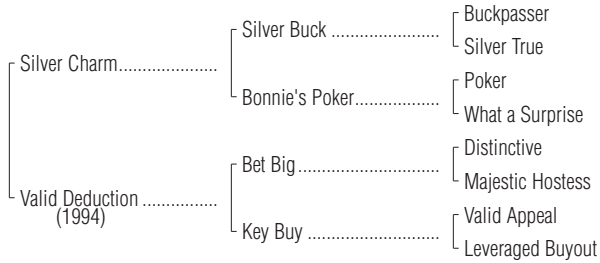 Buckpasser
Silver Buck ....................
Silver True
Silver Charm....................
Poker
Bonnie's Poker................
What a Surprise
Distinctive
Bet Big...........................
Majestic Hostess
Valid Deduction ...............
(1994)
Valid Appeal
Key Buy .........................
Leveraged Buyout